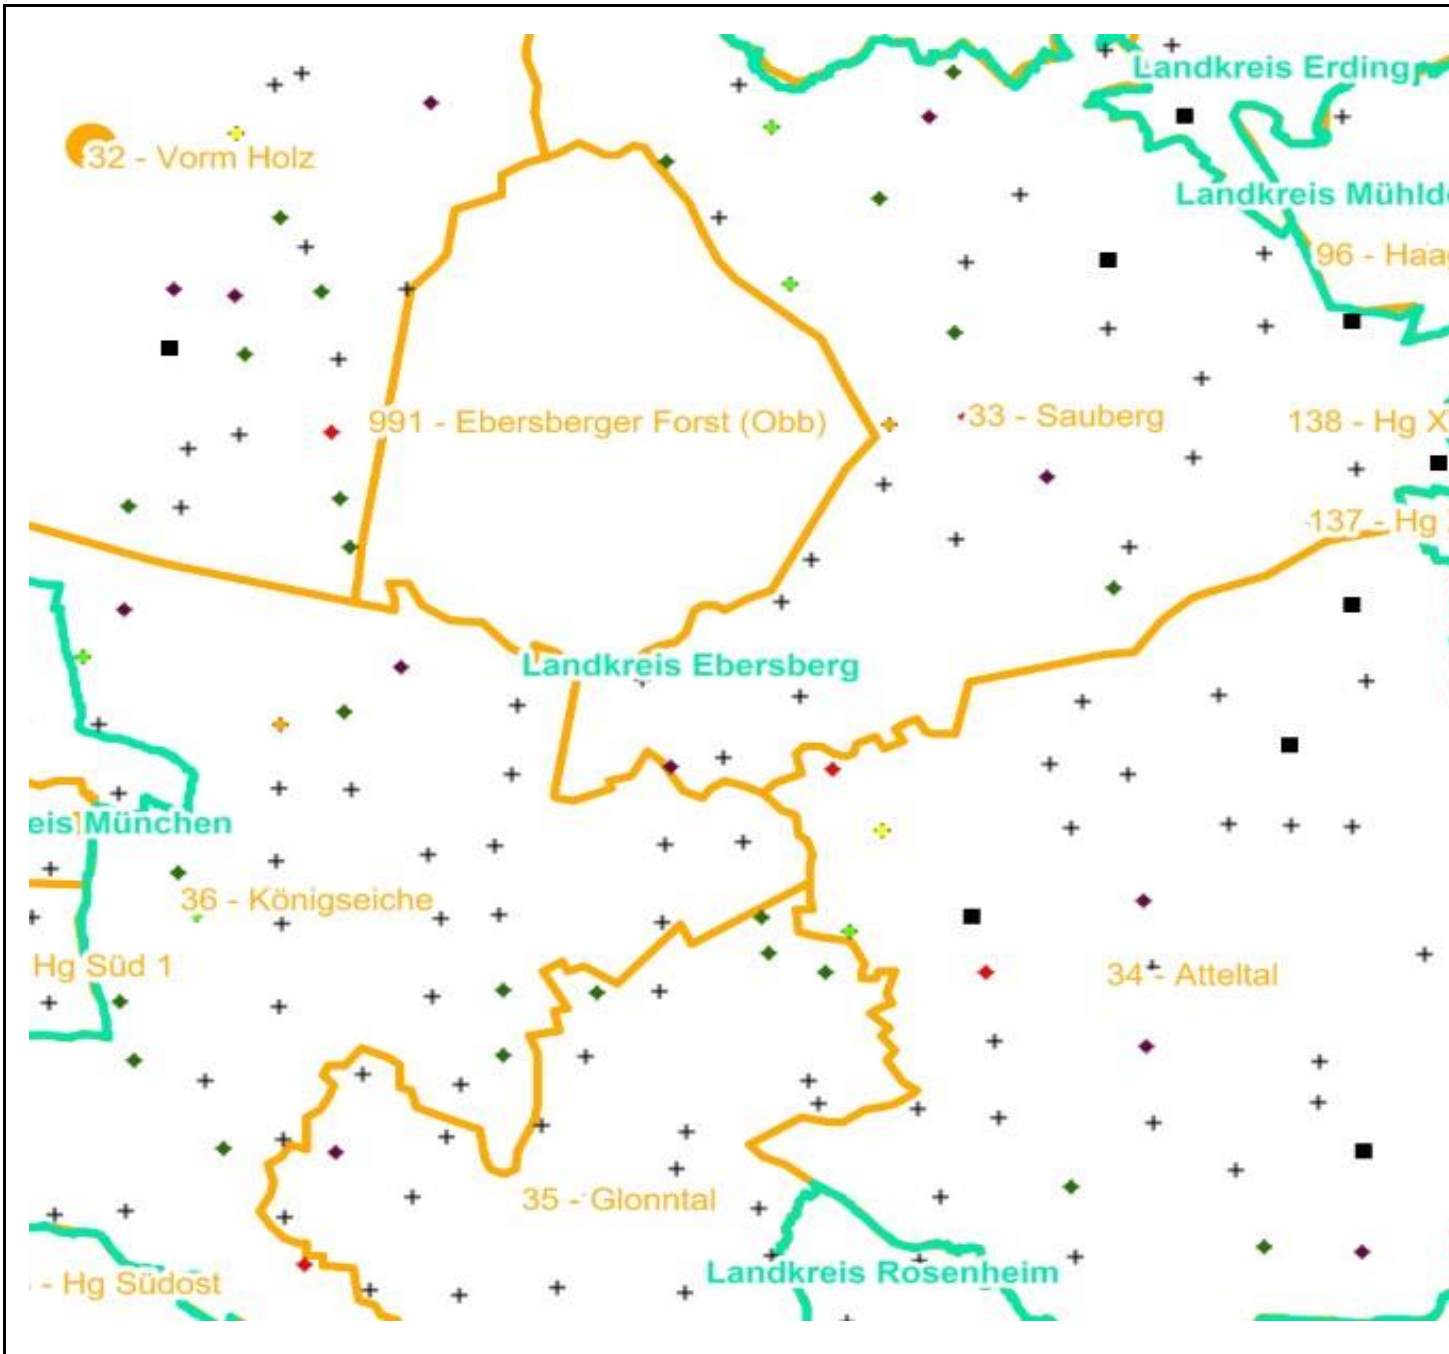 Landkreis Erding
32 - Vorm Holz
Landkreis Mühld
96 - Haag
991 - Ebersberger Forst (Obb)
33 - Sauberg
138 - Hg X
137 - Hg
Landkreis Ebersberg
eis München
36 - Königseiche
Hg Süd 1
34 - Atteltal
35 - Glonntal
Landkreis Rosenheim
- Hg Südost